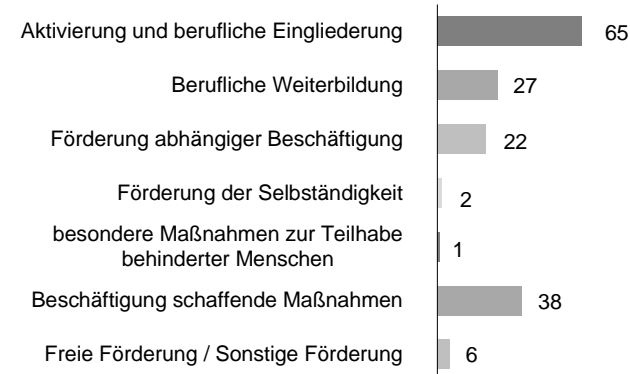 Aktivierung und berufliche Eingliederung 65
Berufliche Weiterbildung 27
Förderung abhängiger Beschäftigung 22
Förderung der Selbständigkeit 2
besondere Maßnahmen zur Teilhabe
behinderter Menschen 1
Beschäftigung schaffende Maßnahmen 38
Freie Förderung / Sonstige Förderung 6